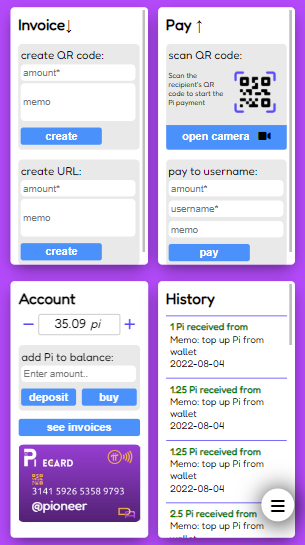 Invoice↓
create QR code:
amount*
memo
create
create URL:
amount*
memo
create
Pay ↑
scan QR code:
Scan the
recipient's QR
code to start the
Pi payment
open camera
pay to username:
amount*
username*
memo
pay
Account
− 35.09 pi +
add Pi to balance:
Enter amount..
deposit
buy
see invoices
Pi ECARD
3141 5926 5358 9793
@pioneer
History
1 Pi received from
Memo: top up Pi from
wallet
2022-08-04
1.25 Pi received from
Memo: top up Pi from
wallet
2022-08-04
1.25 Pi received from
Memo: top up Pi from
wallet
2022-08-04
2.5 Pi received from
Memo: top up Pi from